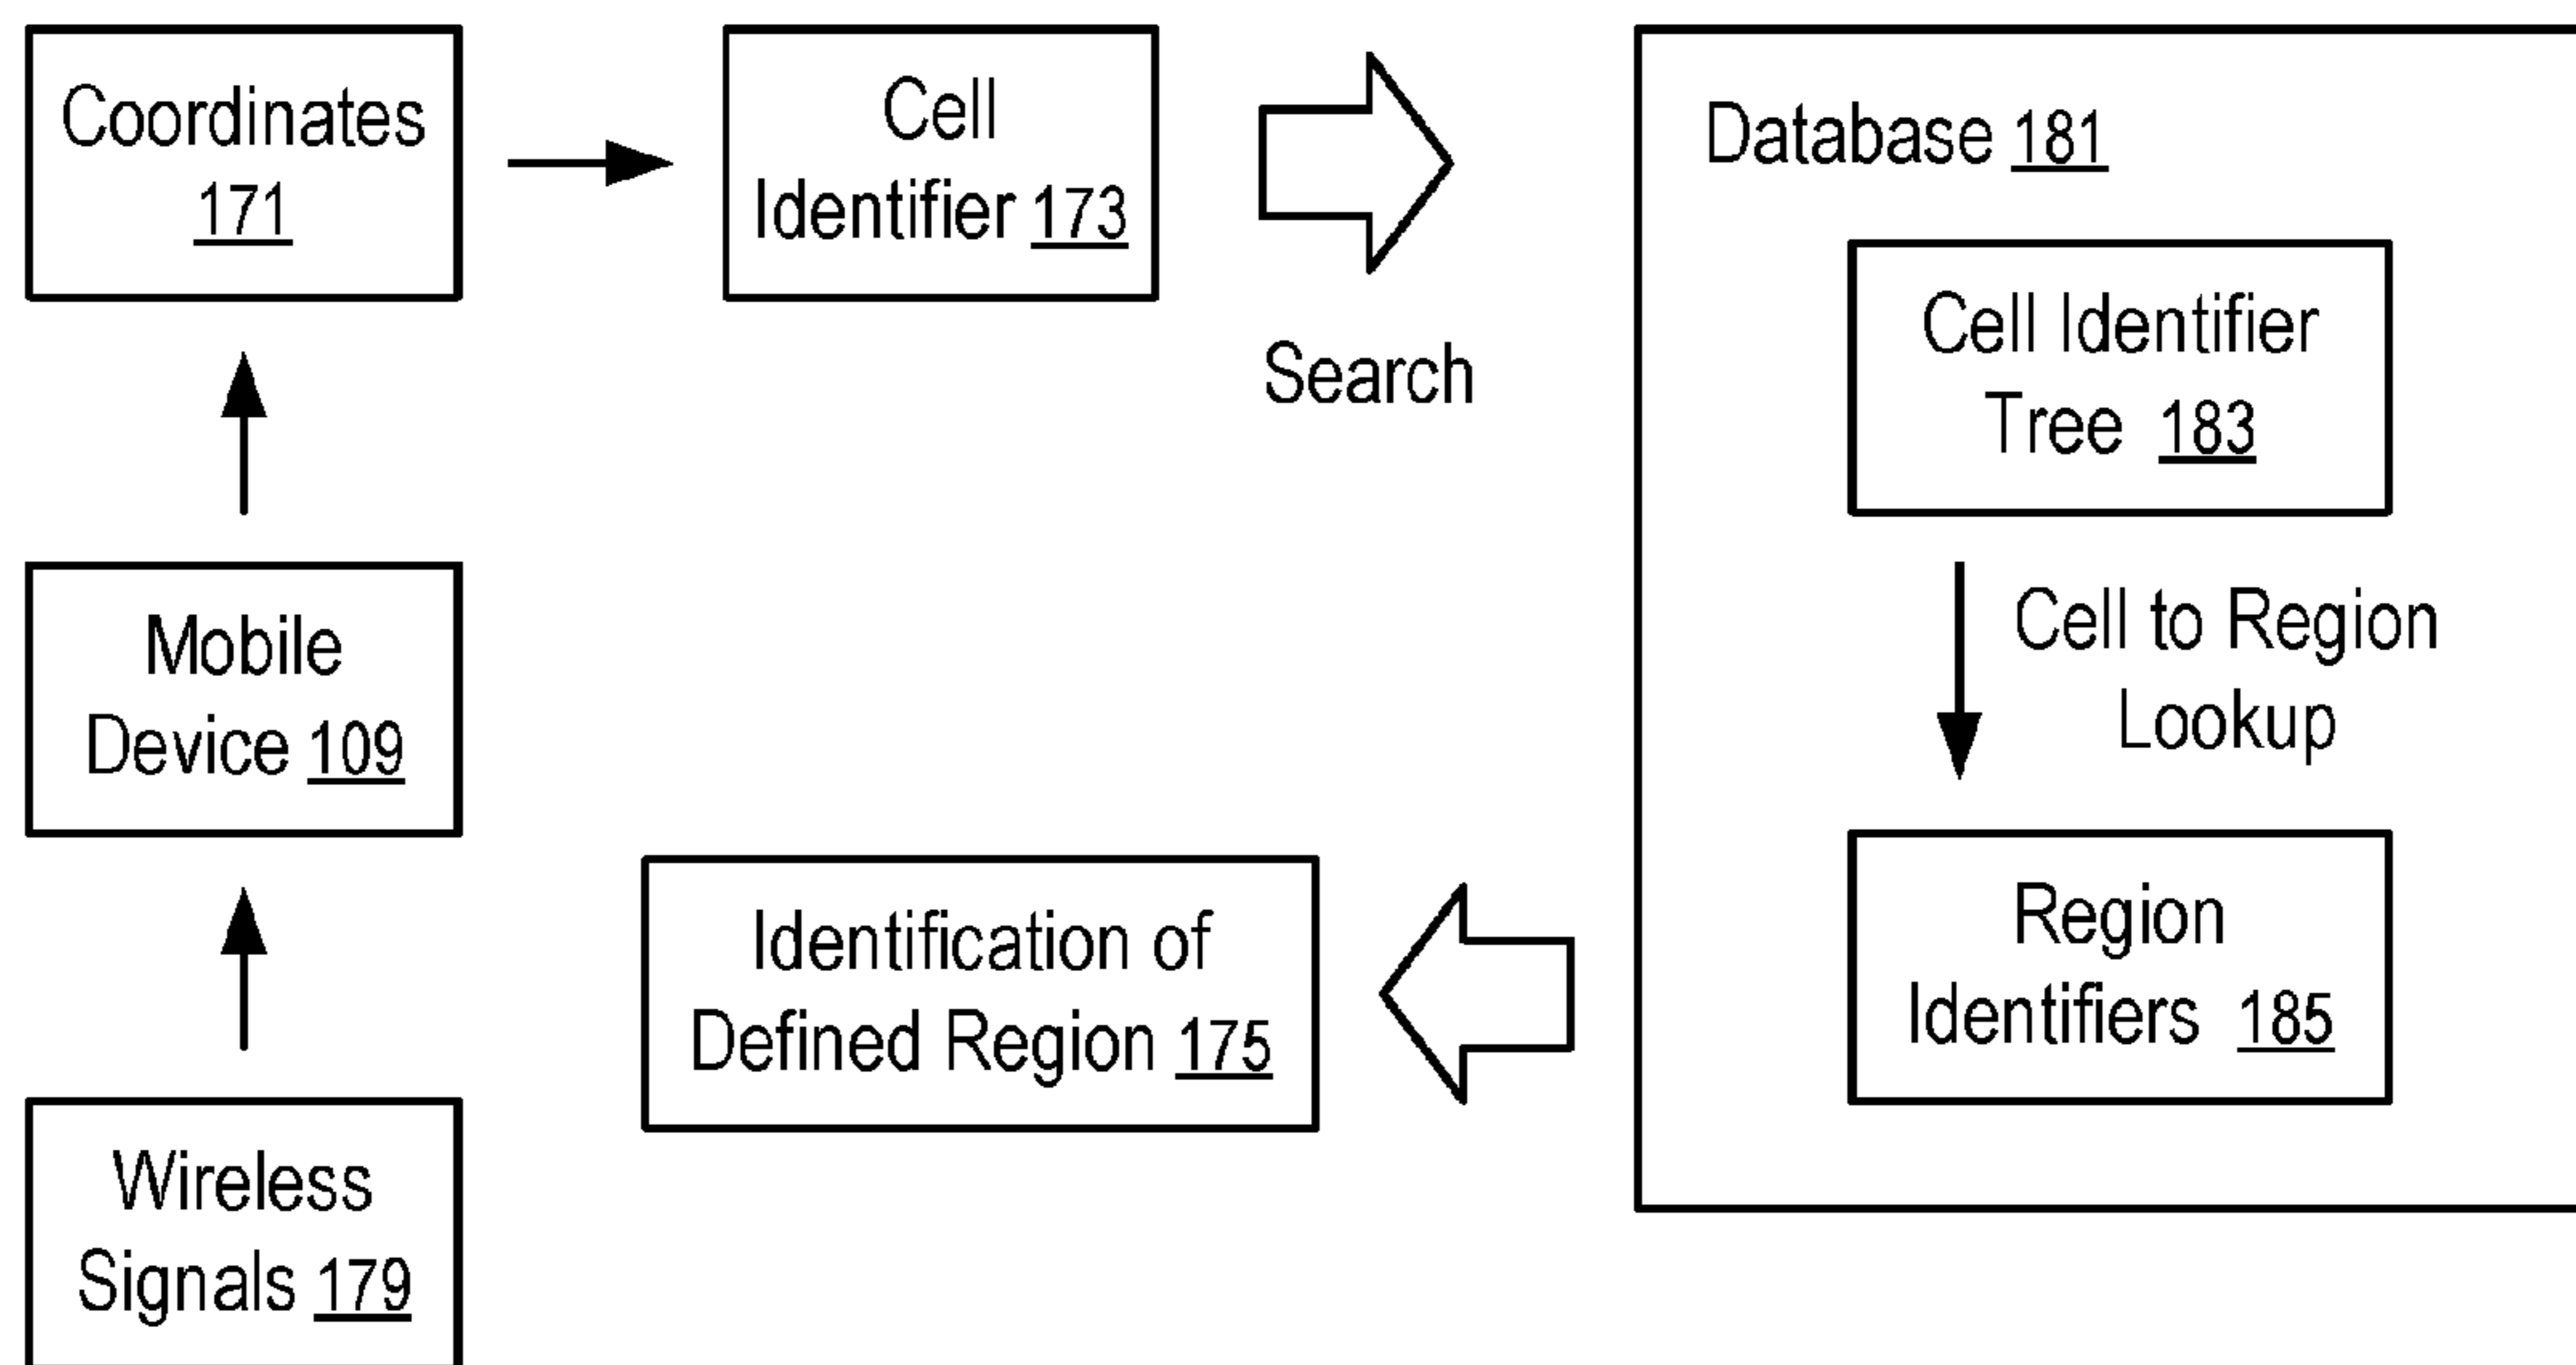 Coordinates
171
Cell
Identifier 173
Search
Database 181
Cell Identifier
Tree 183
Cell to Region
Lookup
Region
Identifiers 185
Mobile
Device 109
Identification of
Defined Region 175
Wireless
Signals 179